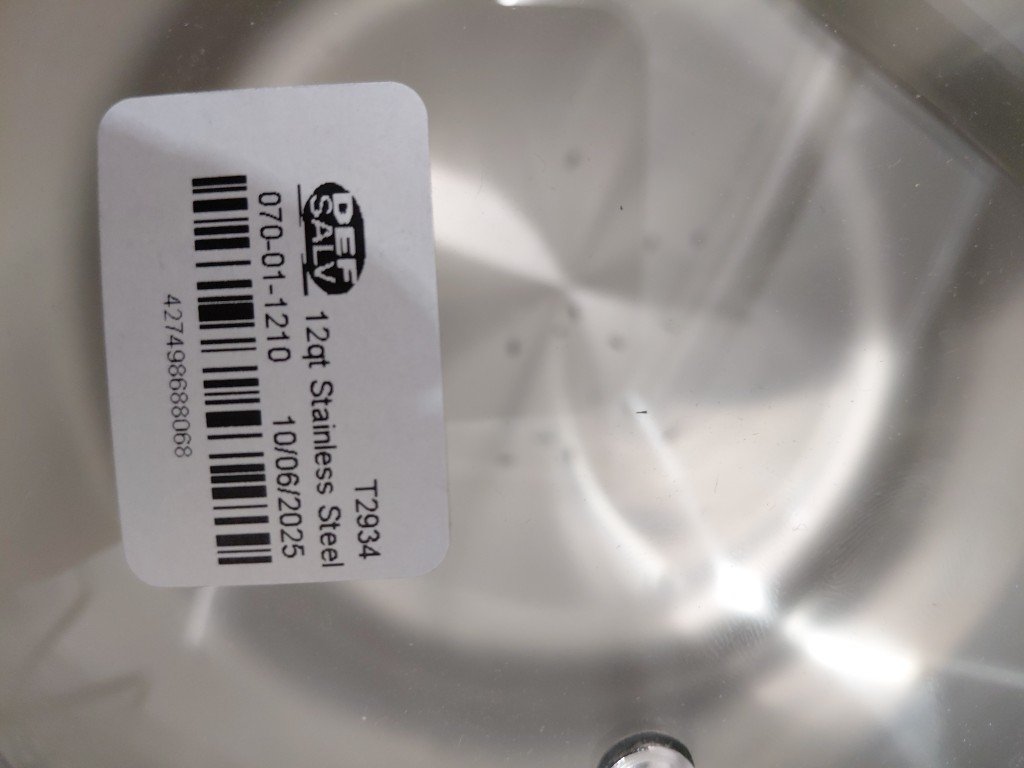 T2934
DEF
SALV
12qt Stainless Steel
070-01-1210 10/06/2025
427498688068